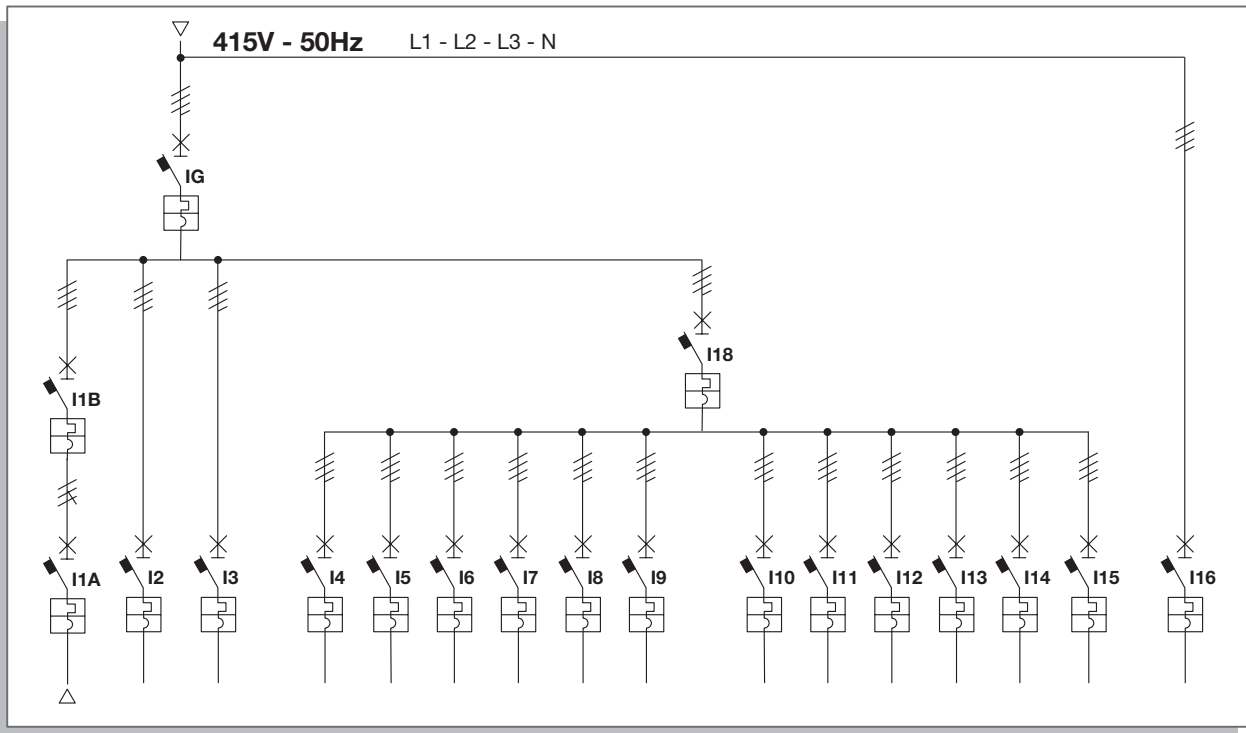 415V - 50Hz L1 - L2 - L3 - N
IG
I18
I1B
I1A I2 I3 I4 I5 I6 I7 I8 I9 I10 I11 I12 I13 I14 I15 I16